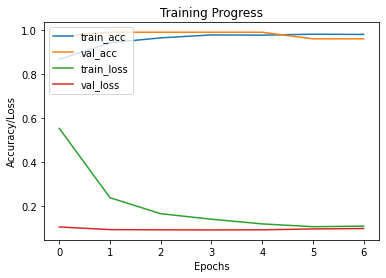 Training Progress
1.0
0.8
0.6
0.4
0.2
Accuracy/Loss
train_acc
val_acc
train_loss
val_loss
0 1 2 3 4 5 6
Epochs